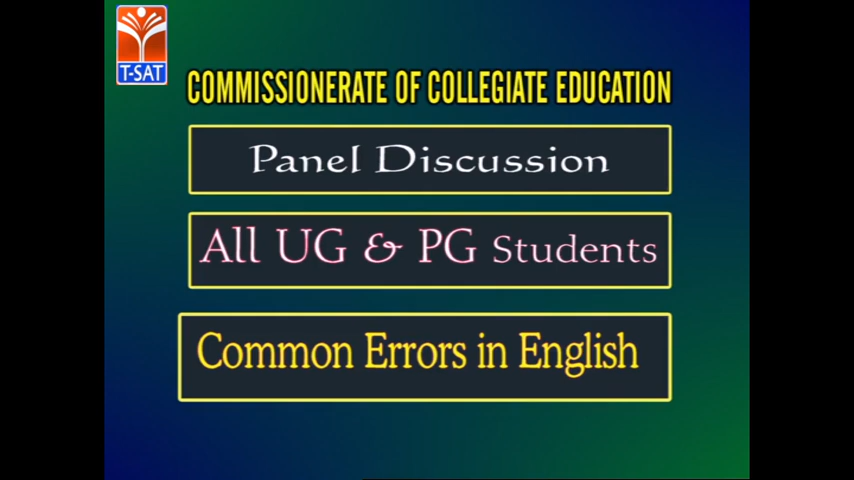 T-SAT
COMMISSIONERATE OF COLLEGIATE EDUCATION
Panel Discussion
All UG & PG Students
Common Errors in English